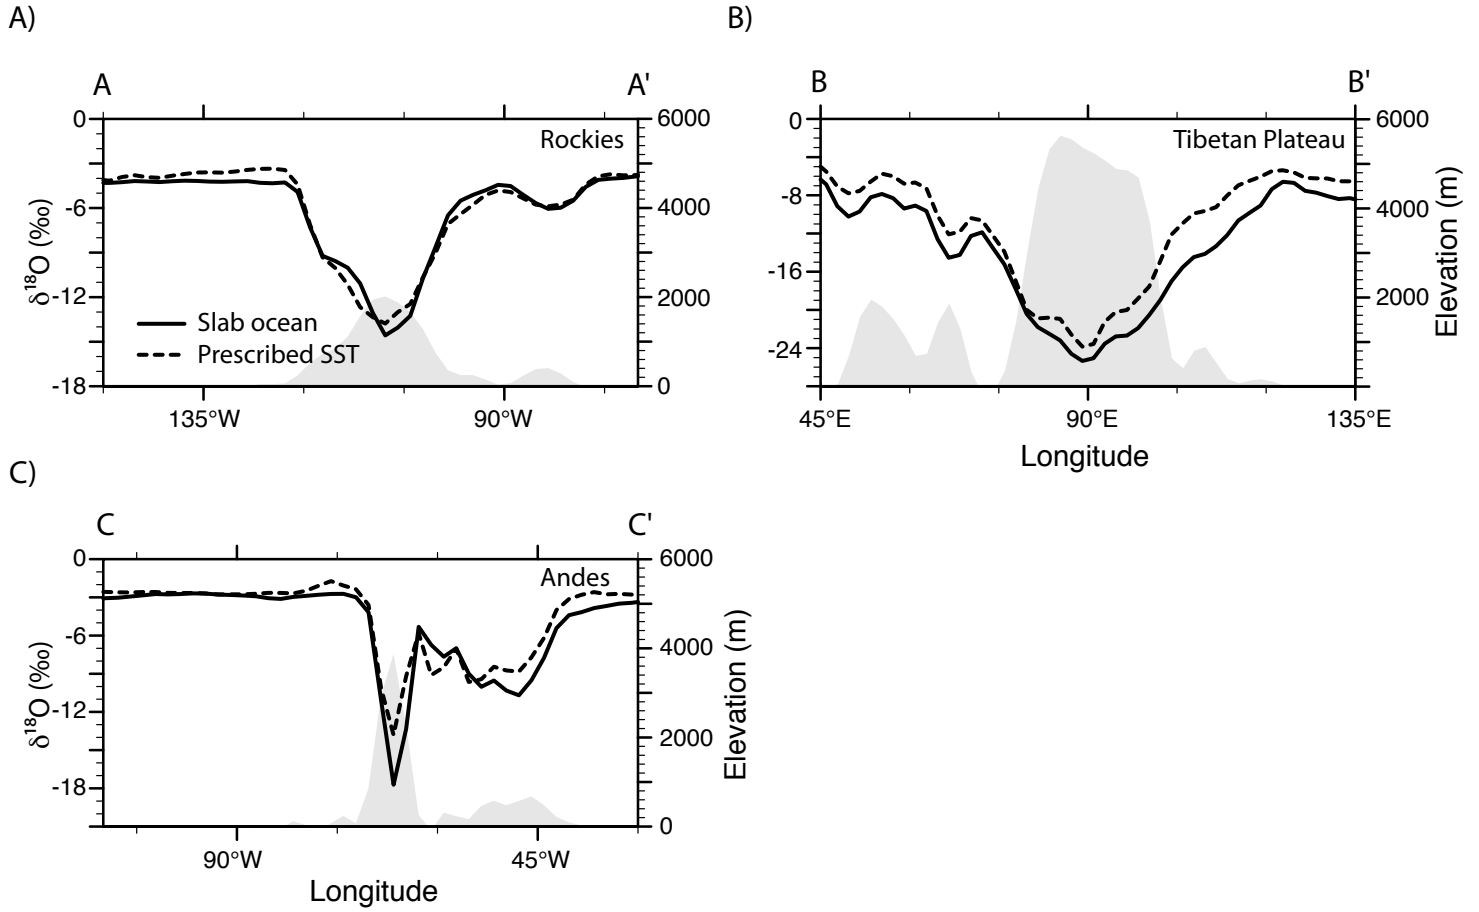 A)
A
A'
Rockies
0
-6
-12
-18
δ¹⁸O (‰)
6000
4000
2000
0
Slab ocean
Prescribed SST
135°W
90°W
B)
B
B'
Tibetan Plateau
0
-8
-16
-24
6000
4000
2000
0
Elevation (m)
45°E
90°E
135°E
Longitude
C)
C
C'
Andes
0
-6
-12
-18
δ¹⁸O (‰)
6000
4000
2000
0
Elevation (m)
90°W
45°W
Longitude